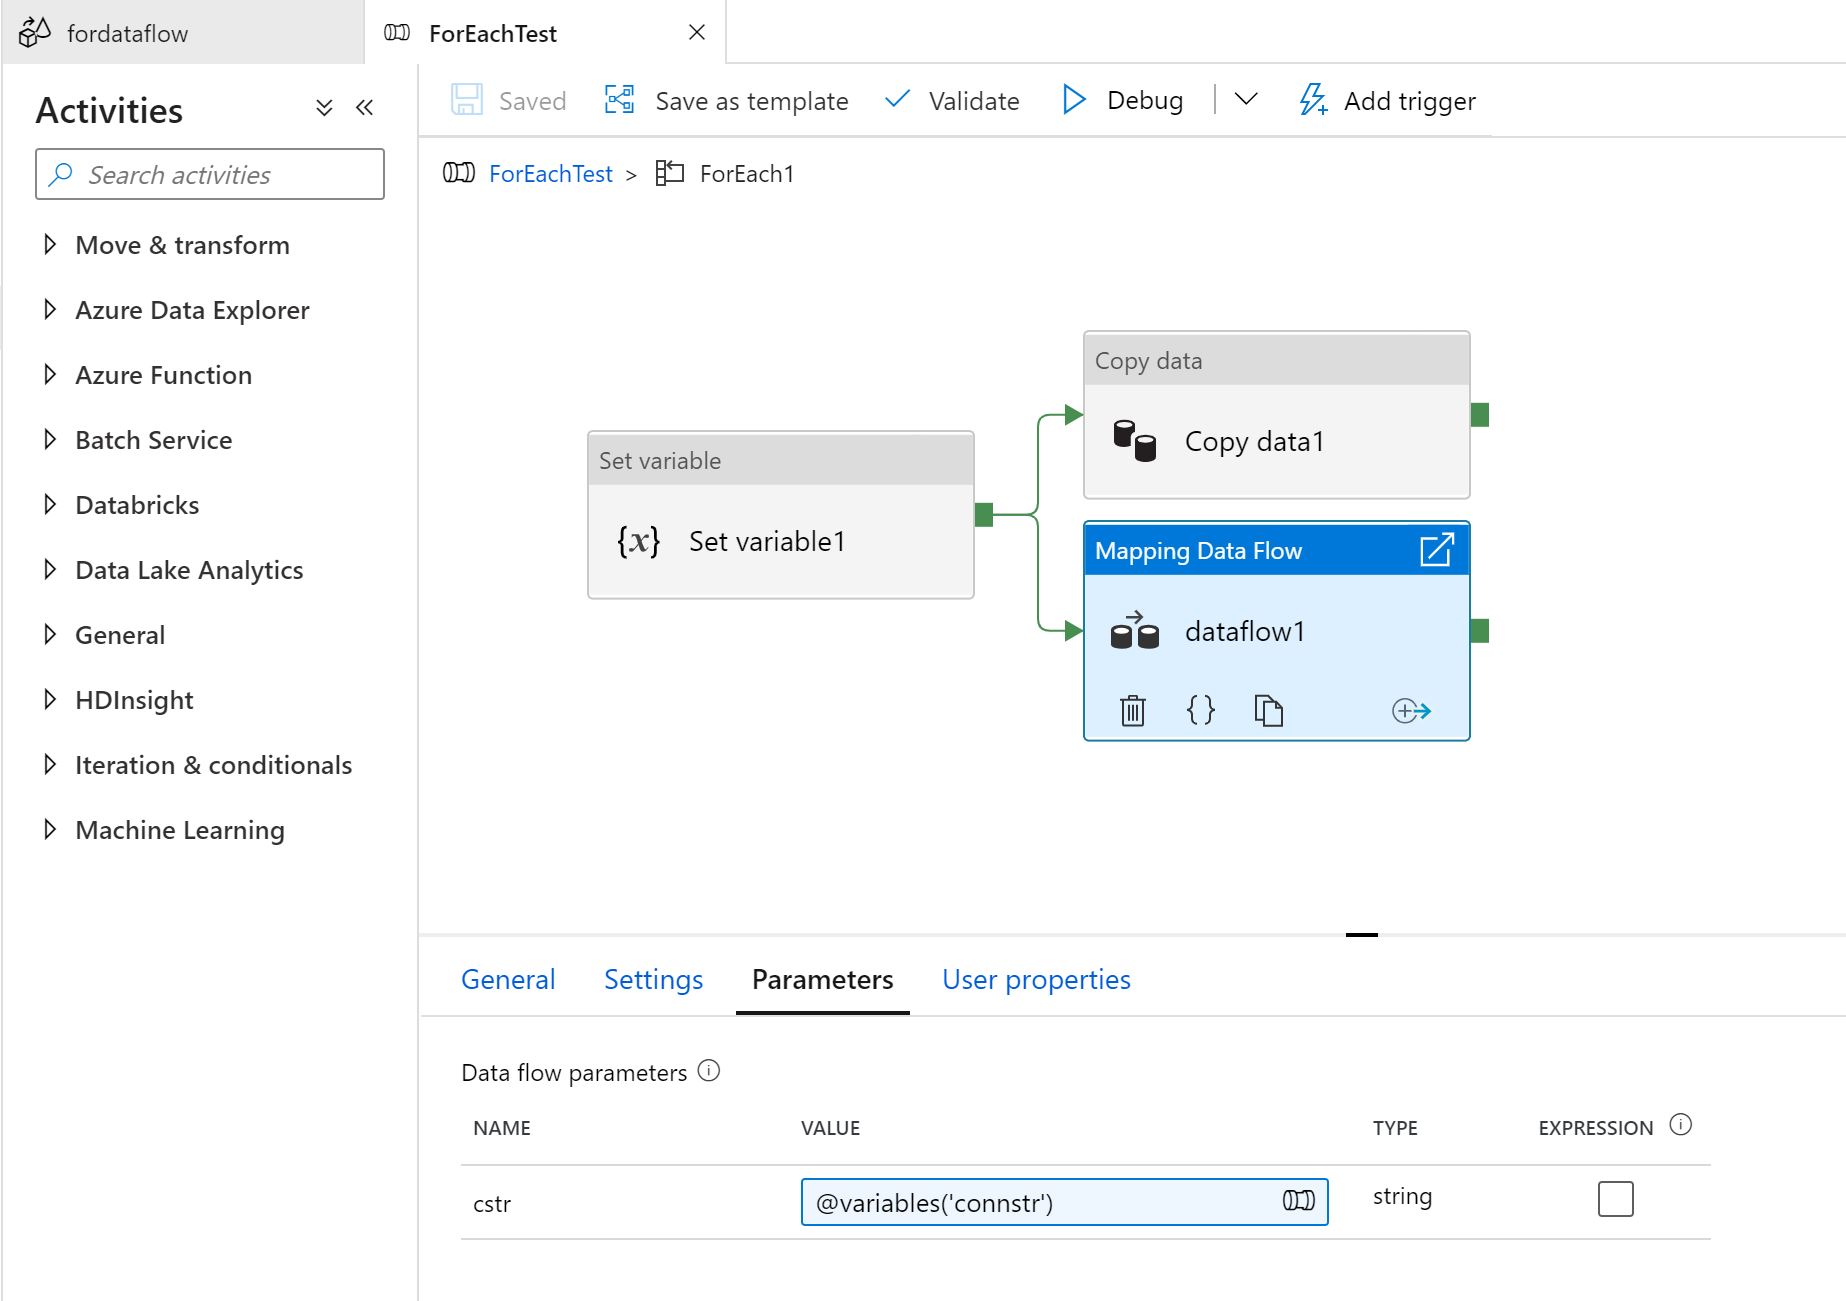 fordataflow
ForEachTest
Activities
Saved
Save as template
Validate
Debug
Add trigger
Search activities
ForEachTest > ForEach1
Move & transform
Azure Data Explorer
Azure Function
Batch Service
Databricks
Data Lake Analytics
General
HDInsight
Iteration & conditionals
Machine Learning
Set variable
{x} Set variable1
Copy data
Copy data1
Mapping Data Flow
dataflow1
{}
General Settings Parameters User properties
Data flow parameters
NAME VALUE TYPE EXPRESSION
cstr @variables('connstr') string